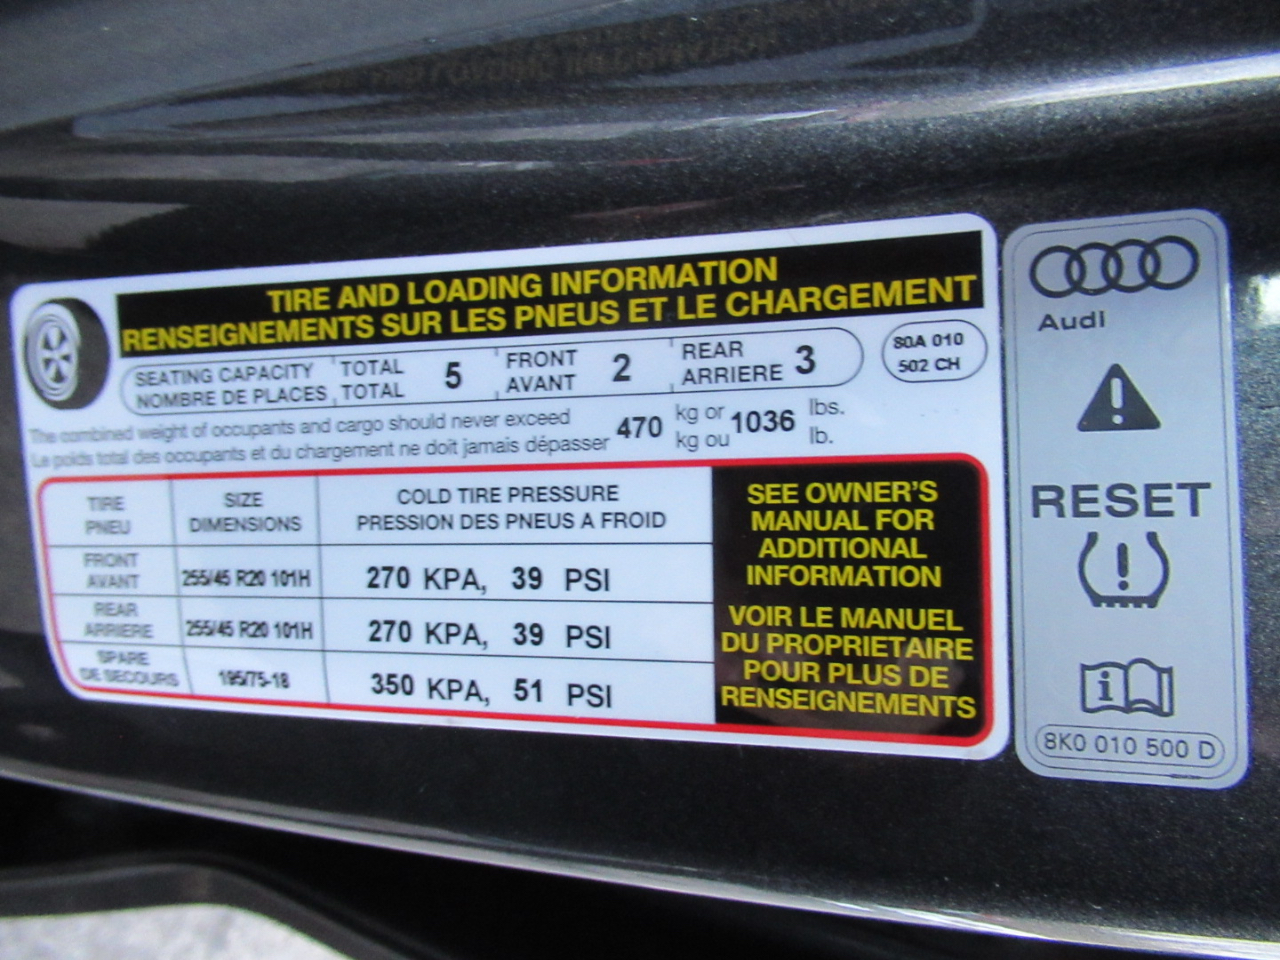 TIRE AND LOADING INFORMATION
RENSEIGNEMENTS SUR LES PNEUS ET LE CHARGEMENT
SEATING CAPACITY TOTAL 5 FRONT 2 REAR 3
NOMBRE DE PLACES TOTAL AVANT ARRIERE
80A 010
502 CH
The combined weight of occupants and cargo should never exceed 470 kg or 1036 lbs.
Le poids total des occupants et du chargement ne doit jamais dépasser kg ou lb.
TIRE SIZE COLD TIRE PRESSURE
PNEU DIMENSIONS PRESSION DES PNEUS A FROID
FRONT
AVANT 255/45 R20 101H 270 KPA, 39 PSI
REAR
ARRIERE 255/45 R20 101H 270 KPA, 39 PSI
SPARE
DE SECOURS 195/75-18 350 KPA, 51 PSI
SEE OWNER'S
MANUAL FOR
ADDITIONAL
INFORMATION
VOIR LE MANUEL
DU PROPRIETAIRE
POUR PLUS DE
RENSEIGNEMENTS
Audi
RESET
8K0 010 500 D